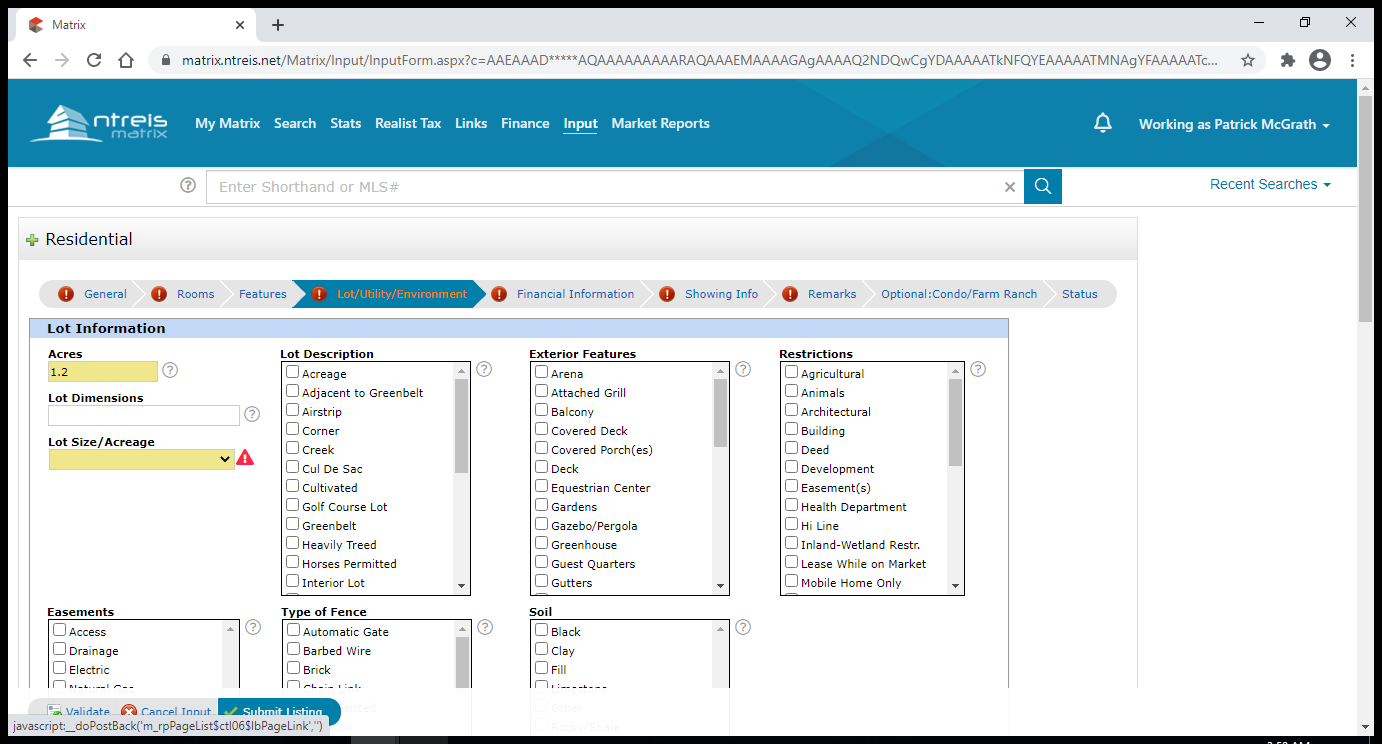 Matrix
matrix.ntreis.net/Matrix/Input/InputForm.aspx?c=AAEAAAD*****AQAAAAAAAAARAQAAAEMAAAAGAgAAAAQ2NDQwCgYDAAAAATkNFQYEAAAAATMNAgYFAAAAATc...
ntreis
matrix
My Matrix
Search
Stats
Realist Tax
Links
Finance
Input
Market Reports
Working as Patrick McGrath
Enter Shorthand or MLS#
Recent Searches
Residential
General
Rooms
Features
Lot/Utility/Environment
Financial Information
Showing Info
Remarks
Optional:Condo/Farm Ranch
Status
Lot Information
Acres
1.2
Lot Dimensions
Lot Size/Acreage
Lot Description
Acreage
Adjacent to Greenbelt
Airstrip
Corner
Creek
Cul De Sac
Cultivated
Golf Course Lot
Greenbelt
Heavily Treed
Horses Permitted
Interior Lot
Exterior Features
Arena
Attached Grill
Balcony
Covered Deck
Covered Porch(es)
Deck
Equestrian Center
Gardens
Gazebo/Pergola
Greenhouse
Guest Quarters
Gutters
Restrictions
Agricultural
Animals
Architectural
Building
Deed
Development
Easement(s)
Health Department
Hi Line
Inland-Wetland Restr.
Lease While on Market
Mobile Home Only
Easements
Access
Drainage
Electric
Natural Gas
Type of Fence
Automatic Gate
Barbed Wire
Brick
Chain Link
Soil
Black
Clay
Fill
Limestone
Other
Rocky/Shale
Validate
Cancel Input
Submit Listing
javascript:__doPostBack('m_rpPageList$ctl06$lbPageLink','')